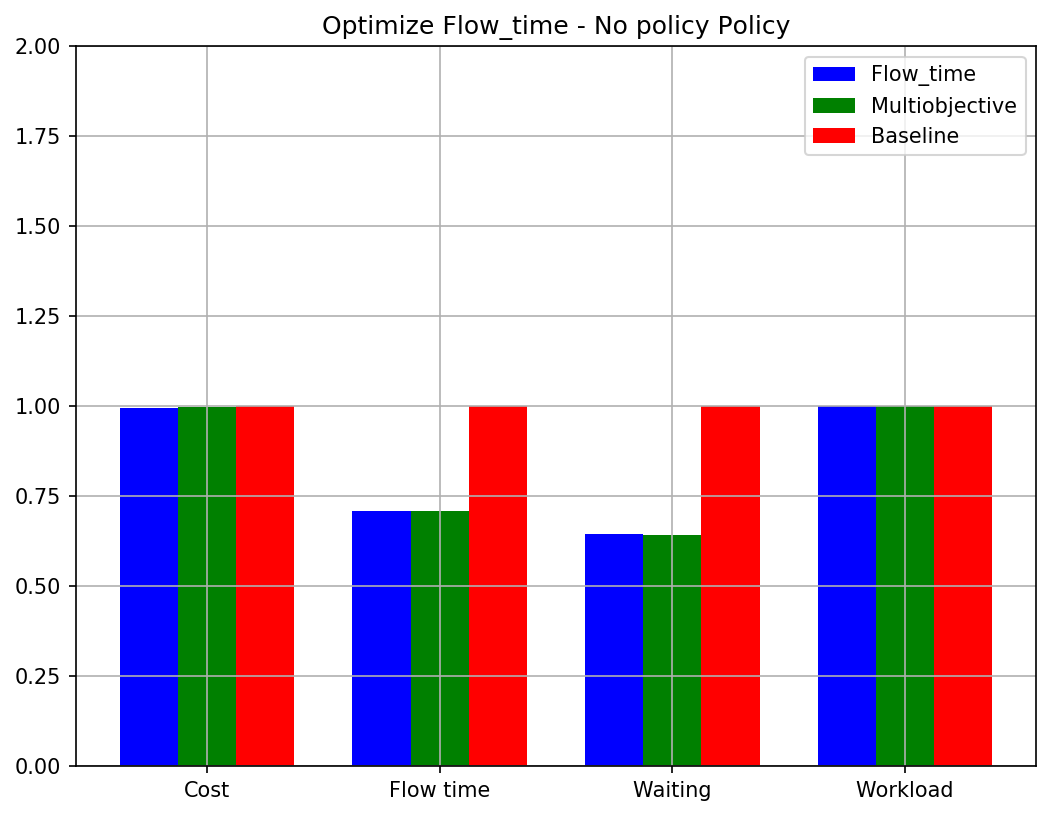 Optimize Flow_time - No policy Policy
2.00
1.75
1.50
1.25
1.00
0.75
0.50
0.25
0.00
Flow_time
Multiobjective
Baseline
Cost
Flow time
Waiting
Workload